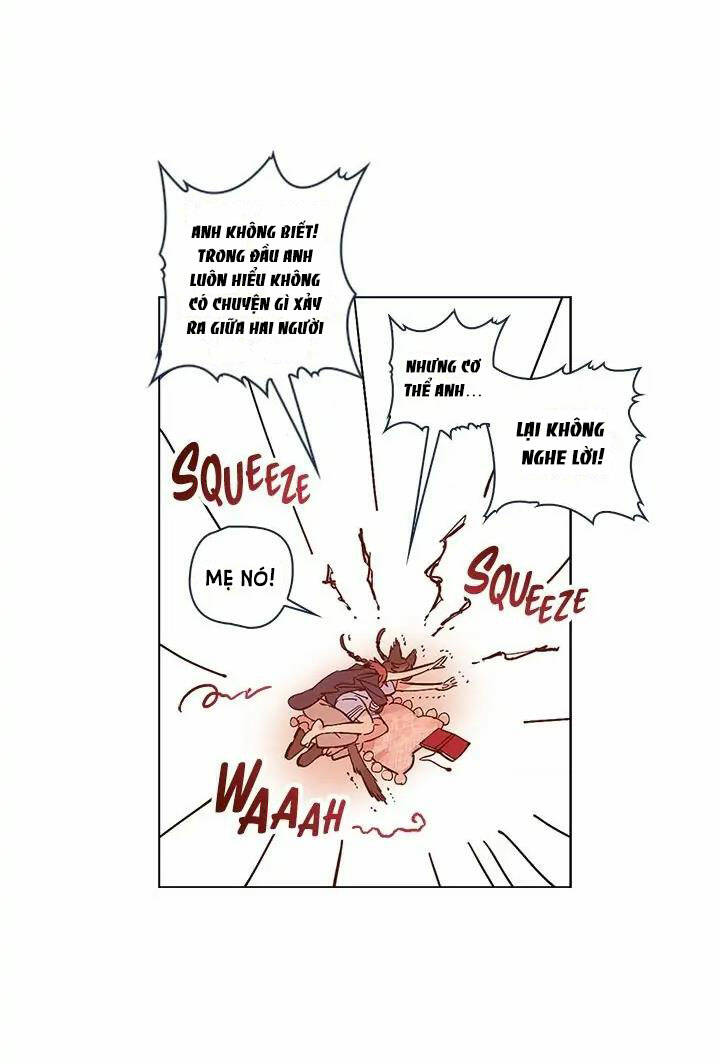 ANH KHÔNG BIẾT!
TRONG ĐẦU ANH
LUÔN HIỂU KHÔNG
CÓ CHUYỆN GÌ XẢY
RA GIỮA HAI NGƯỜI
NHƯNG CƠ
THỂ ANH...
LẠI KHÔNG
NGHE LỜI!
SQUEEZE
MẸ NÓ!
SQUEEZE
WAAAH